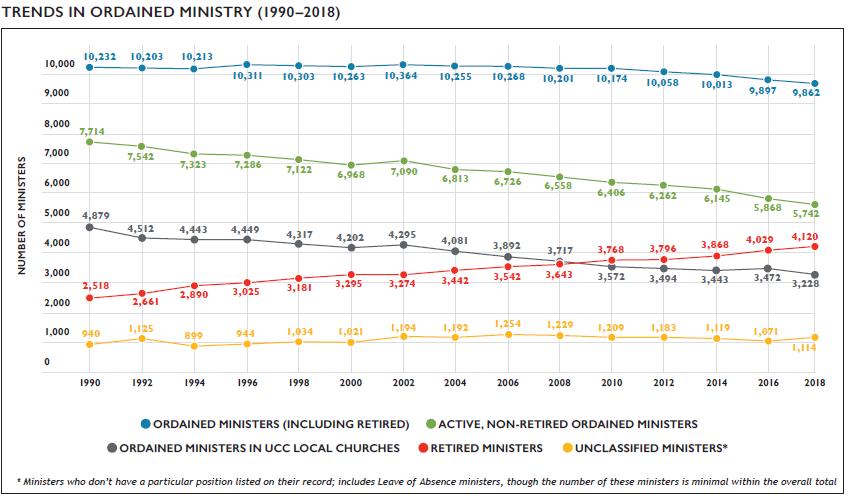 TRENDS IN ORDAINED MINISTRY (1990–2018)
10,232 10,203 10,213
10,000
10,311 10,303 10,263 10,364 10,255 10,268 10,201 10,174 10,058 10,013 9,897 9,862
9,000
8,000
7,714
7,542 7,323 7,286 7,122 6,968 7,090 6,813 6,726 6,558 6,406 6,262 6,145 5,868 5,742
7,000
6,000
5,000
4,879 4,512 4,443 4,449 4,317 4,202 4,295 4,081 3,892 3,717 3,572 3,494 3,443 3,472 3,228
4,000
3,000
2,518 2,661 2,890 3,025 3,181 3,295 3,274 3,442 3,542 3,643 3,768 3,796 3,868 4,029 4,120
2,000
1,000
940 1,125 899 944 1,034 1,021 1,194 1,192 1,254 1,229 1,209 1,183 1,119 1,071 1,114
0
NUMBER OF MINISTERS
1990 1992 1994 1996 1998 2000 2002 2004 2006 2008 2010 2012 2014 2016 2018
ORDAINED MINISTERS (INCLUDING RETIRED) ACTIVE, NON-RETIRED ORDAINED MINISTERS
ORDAINED MINISTERS IN UCC LOCAL CHURCHES RETIRED MINISTERS UNCLASSIFIED MINISTERS*
* Ministers who don't have a particular position listed on their record; includes Leave of Absence ministers, though the number of these ministers is minimal within the overall total